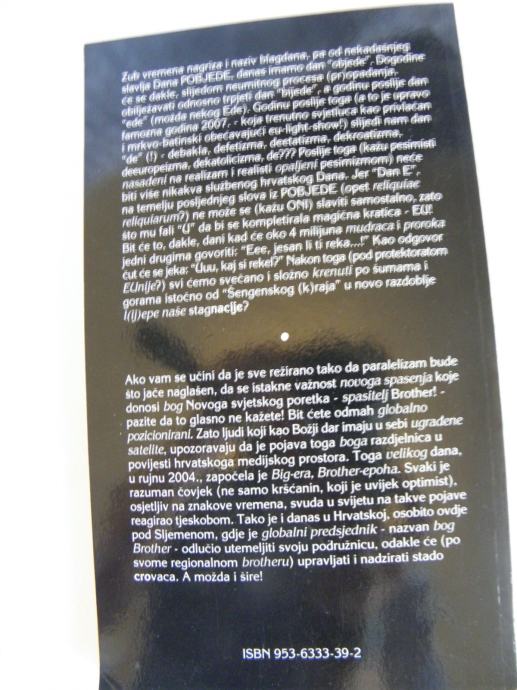 Zub vremena nagriza i naziv blagdana, pa od nekadašnjeg
slavlja Dana POBJEDE, danas imamo dan "objede". Dogodine
će se dakle, slijedom neumitnog procesa (pr)opadanja,
obilježavati odnosno trpjeti dan "bijede", a godinu poslije dan
"ede" (možda nekog Ede). Godinu poslije toga (a to je upravo
famozna godina 2007. - koja trenutno svjetluca kao privlačan
i mrkvo-batinski obećavajući eu-light-show!) slijedi nam dan
"de" (!) - debakla, defetizma, deetatizma, dekroatizma,
deeuropeizma, dekatolicizma, de??? Poslije toga (kažu pesimisti
nasađeni na realizam i realisti opaljeni pesimizmom) neće
biti više nikakva službenog hrvatskog Dana. Jer "Dan E",
na temelju posljednjeg slova iz POBJEDE (opet reliquiae
reliquiarum?) ne može se (kažu ONI) slaviti samostalno, zato
što mu fali "U" da bi se kompletirala magična kratica - EU!
Bit će to, dakle, dani kad će oko 4 milijuna mudraca i proroka
jedni drugima govoriti: "Eee, jesan li ti reka...!" Kao odgovor
čut će se jeka: "Uuu, kaj si rekel?" Nakon toga (pod protektoratom
EUnije?) svi ćemo svečano i složno krenuti po šumama i
gorama istočno od "Šengenskog (k)raja" u novo razdoblje
l(ij)epe naše stagnacije?
Ako vam se učini da je sve režirano tako da paralelizam bude
što jače naglašen, da se istakne važnost novoga spasenja koje
donosi bog Novoga svjetskog poretka - spasitelj Brother! -
pazite da to glasno ne kažete! Bit ćete odmah globalno
pozicionirani. Zato ljudi koji kao Božji dar imaju u sebi ugrađene
satelite, upozoravaju da je pojava toga boga razdjelnica u
povijesti hrvatskoga medijskog prostora. Toga velikog dana,
u rujnu 2004., započela je Big-era, Brother-epoha. Svaki je
razuman čovjek (ne samo kršćanin, koji je uvijek optimist),
osjetljiv na znakove vremena, svuda u svijetu na takve pojave
reagirao tjeskobom. Tako je i danas u Hrvatskoj, osobito ovdje
pod Sljemenom, gdje je globalni predsjednik - nazvan bog
Brother - odlučio utemeljiti svoju podružnicu, odakle će (po
svome regionalnom brotheru) upravljati i nadzirati stado
crovaca. A možda i šire!
ISBN 953-6333-39-2